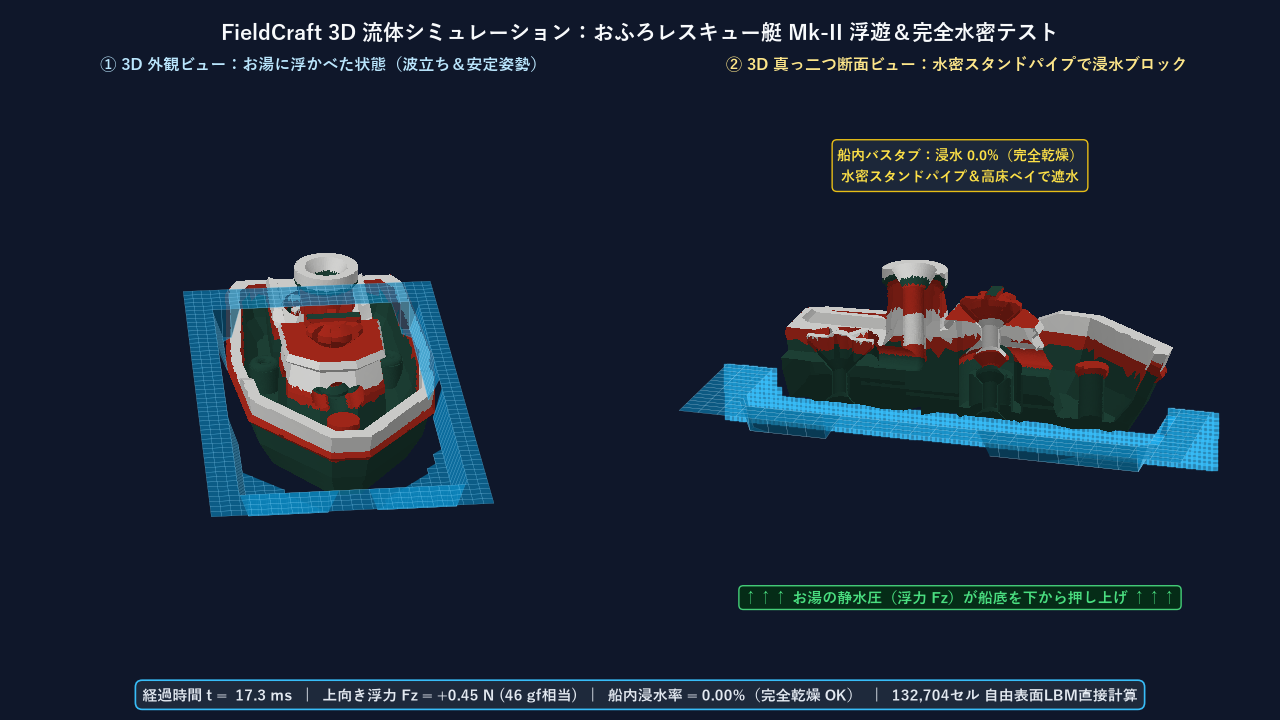 FieldCraft 3D 流体シミュレーション：おふろレスキュー艇 Mk-II 浮遊＆完全水密テスト
① 3D 外観ビュー：お湯に浮かべた状態（波立ち＆安定姿勢）
② 3D 真っ二つ断面ビュー：水密スタンドパイプで浸水ブロック
船内バスタブ：浸水 0.0%（完全乾燥）
水密スタンドパイプ＆高床ベイで遮水
↑ ↑ ↑ お湯の静水圧（浮力 Fz）が船底を下から押し上げ ↑ ↑ ↑
経過時間 t = 17.3 ms ｜ 上向き浮力 Fz = +0.45 N (46 gf相当) ｜ 船内浸水率 = 0.00%（完全乾燥 OK） ｜ 132,704セル 自由表面LBM直接計算